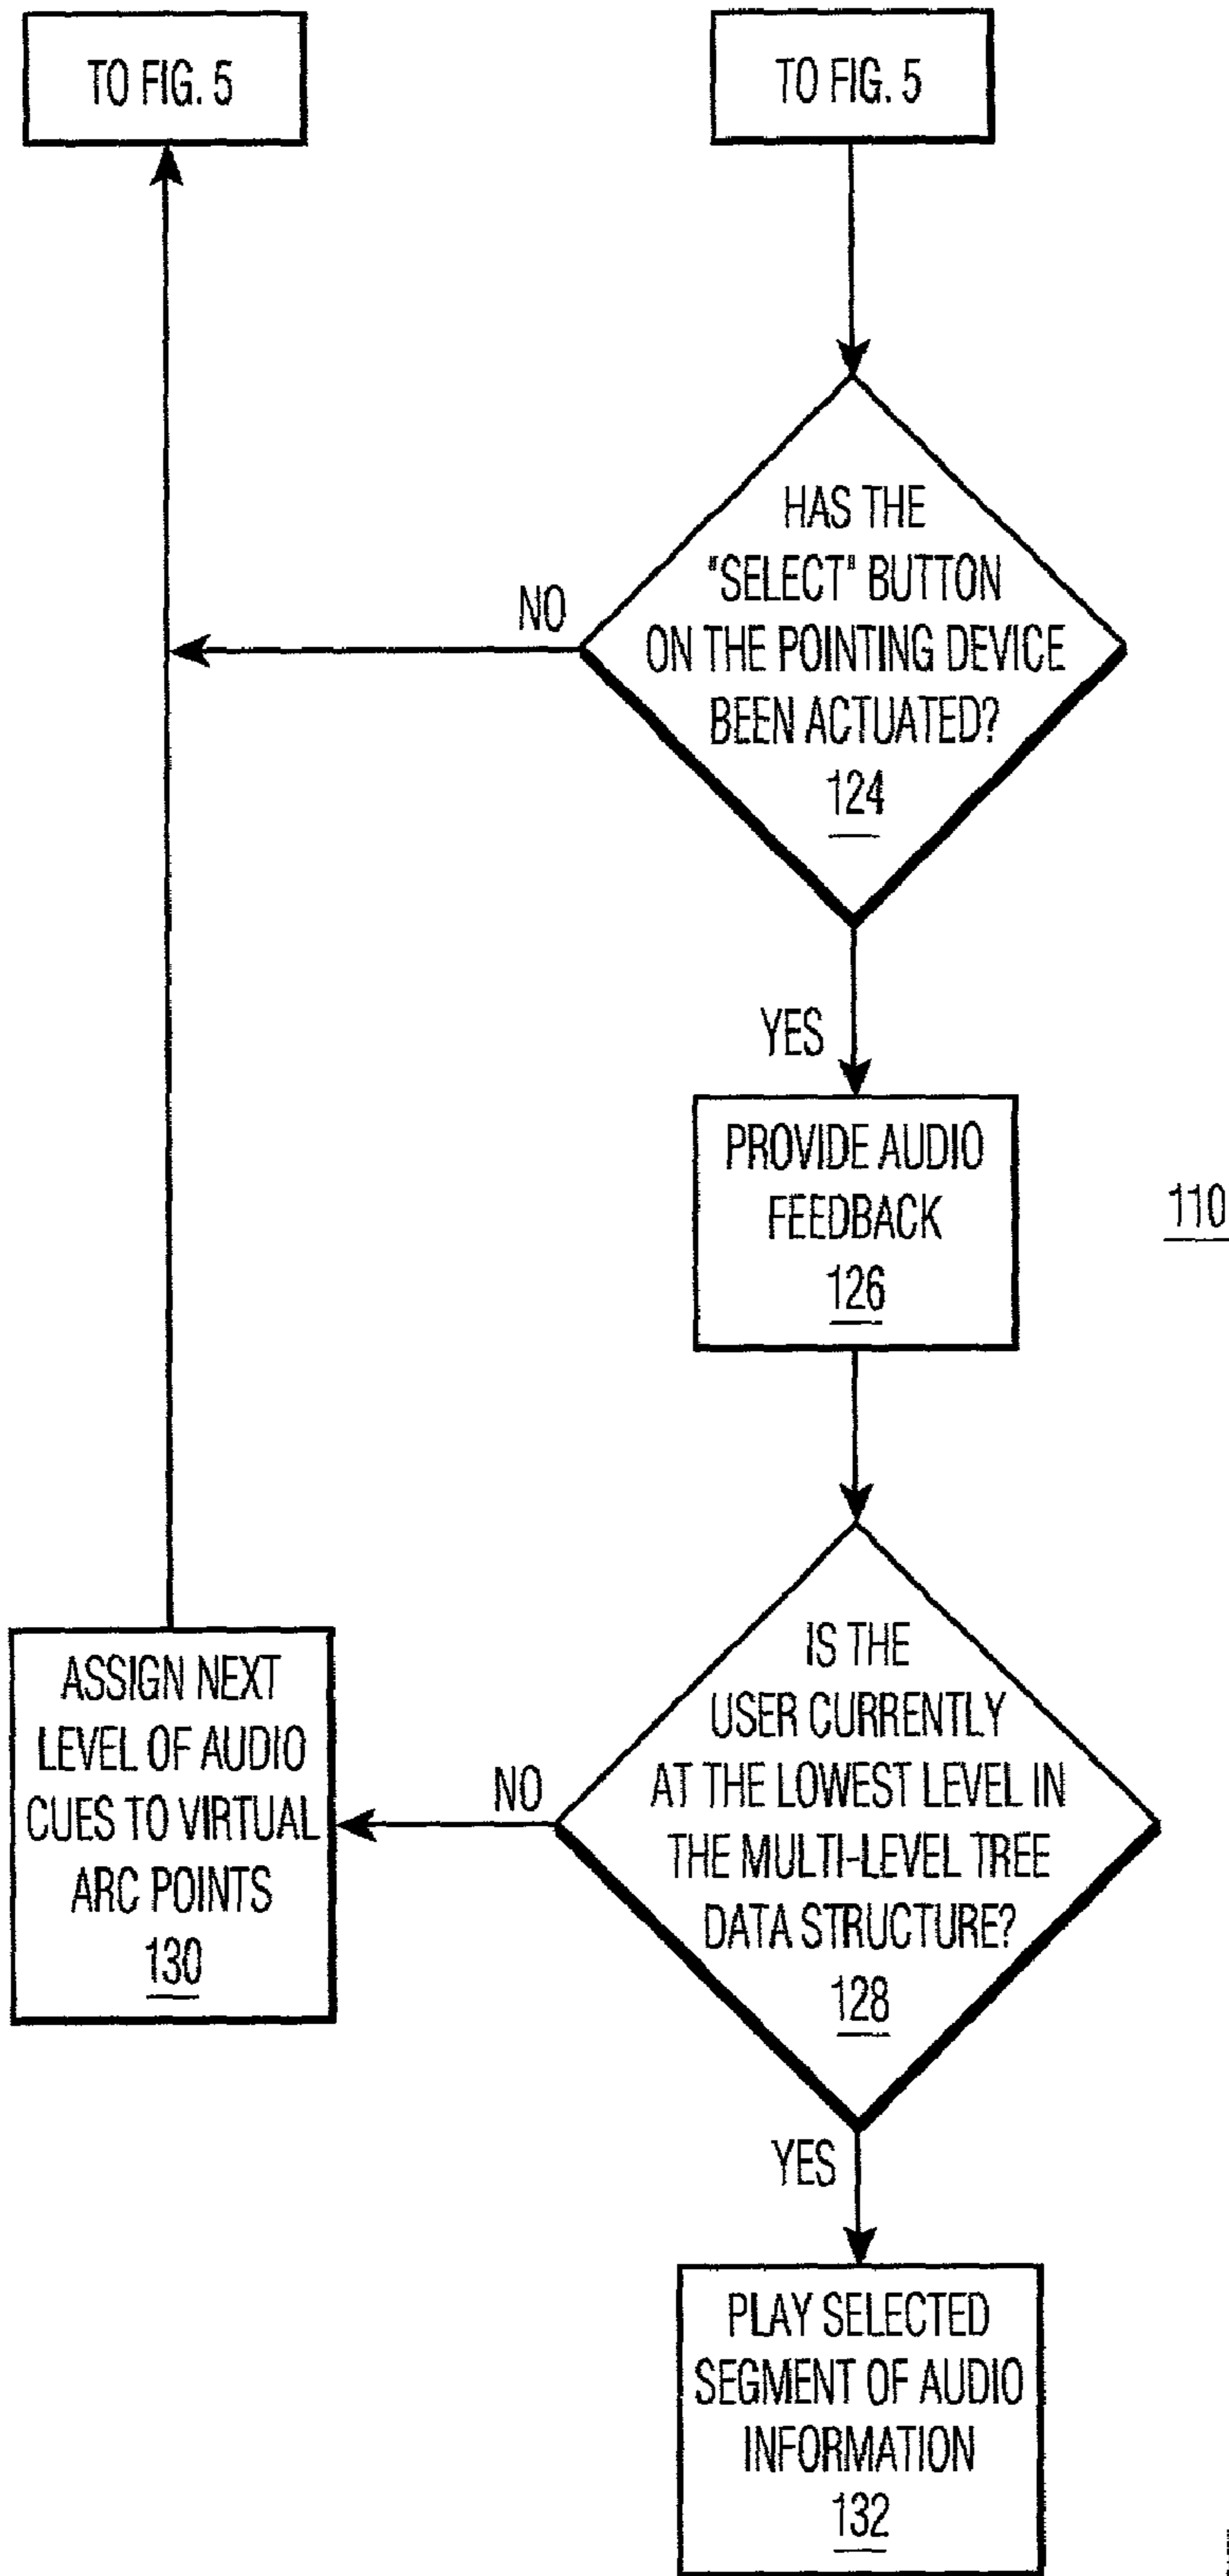 TO FIG. 5
TO FIG. 5
HAS THE
"SELECT" BUTTON
ON THE POINTING DEVICE
BEEN ACTUATED?
124
NO
YES
PROVIDE AUDIO
FEEDBACK
126
110
IS THE
USER CURRENTLY
AT THE LOWEST LEVEL IN
THE MULTI-LEVEL TREE
DATA STRUCTURE?
128
NO
ASSIGN NEXT
LEVEL OF AUDIO
CUES TO VIRTUAL
ARC POINTS
130
YES
PLAY SELECTED
SEGMENT OF AUDIO
INFORMATION
132